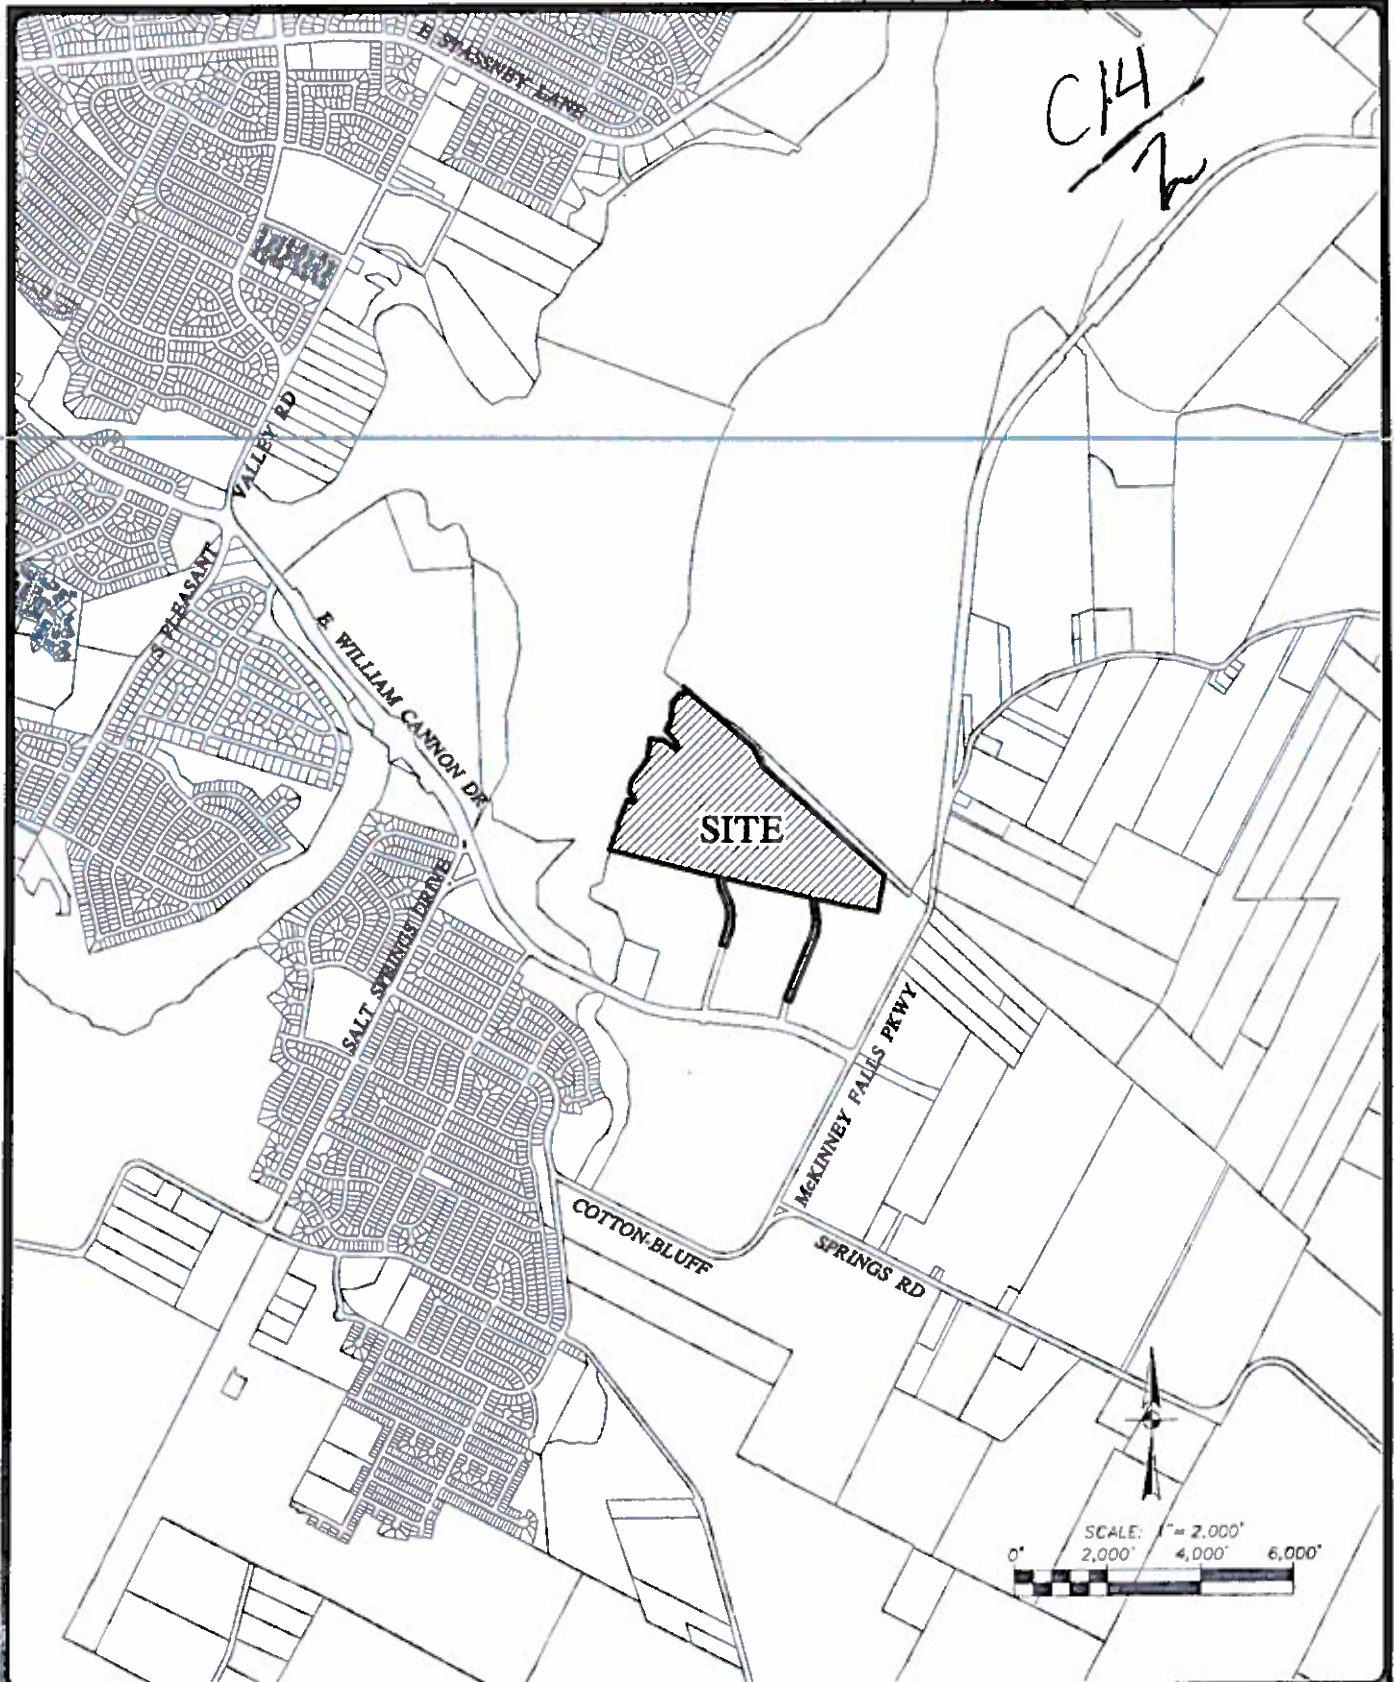 E STASSNEY LANE
C14
2
VALLEY RD
S PLEASANT
E. WILLIAM CANNON DR
SITE
SALT SPRINGS DRIVE
McKINNEY FALLS PKWY
COTTON-BLUFF
SPRINGS RD
SCALE: 1"= 2,000'
0' 2,000' 4,000' 6,000'